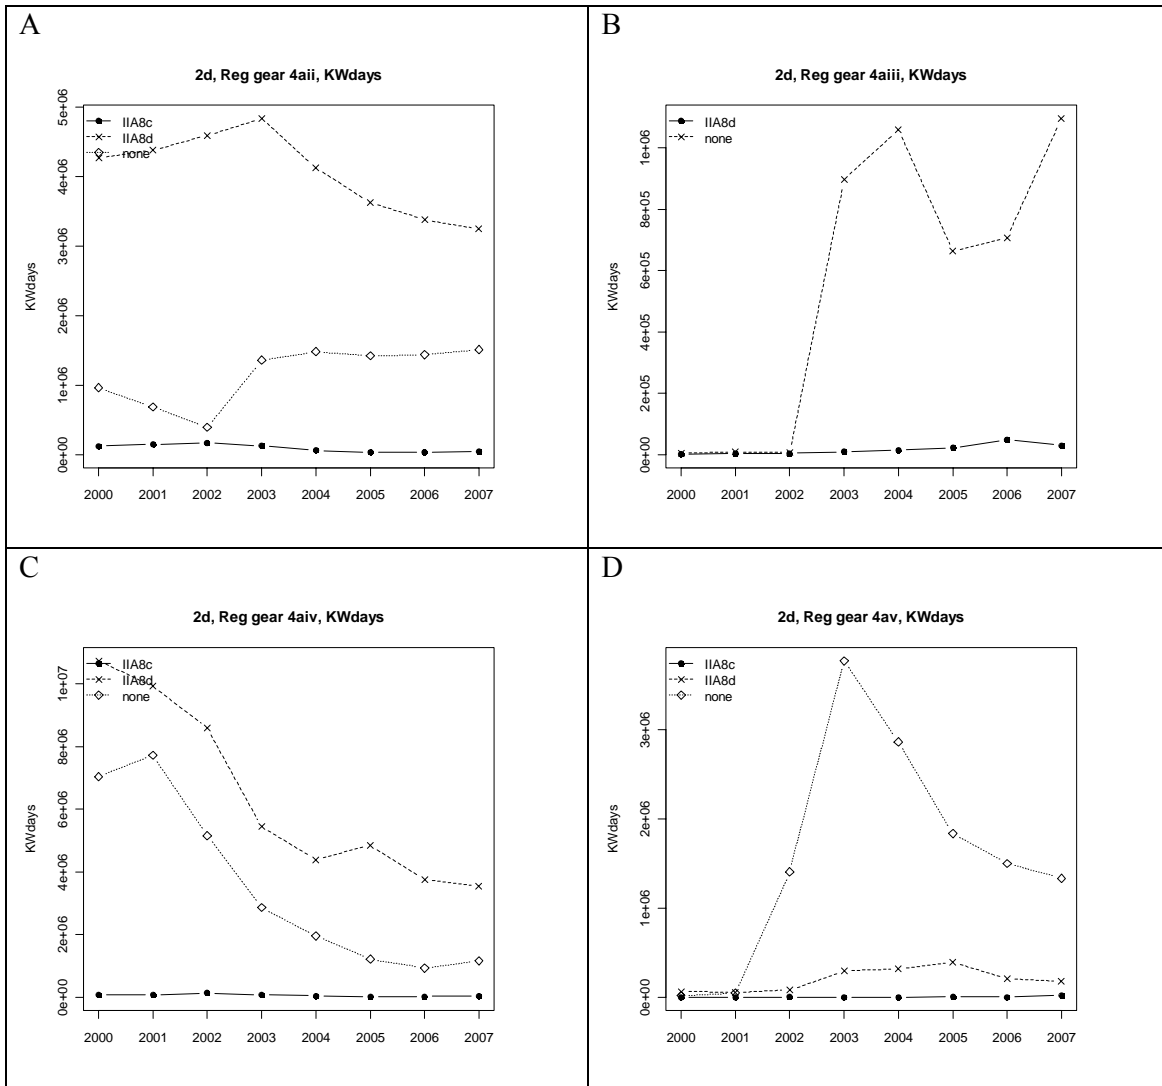 A
2d, Reg gear 4aii, KWdays
IIA8c
IIA8d
none
KWdays
0e+00 1e+06 2e+06 3e+06 4e+06 5e+06
2000 2001 2002 2003 2004 2005 2006 2007
B
2d, Reg gear 4aiii, KWdays
IIA8d
none
KWdays
0e+00 2e+05 4e+05 6e+05 8e+05 1e+06
2000 2001 2002 2003 2004 2005 2006 2007
C
2d, Reg gear 4aiv, KWdays
IIA8c
IIA8d
none
KWdays
0e+00 2e+06 4e+06 6e+06 8e+06 1e+07
2000 2001 2002 2003 2004 2005 2006 2007
D
2d, Reg gear 4av, KWdays
IIA8c
IIA8d
none
KWdays
0e+00 1e+06 2e+06 3e+06
2000 2001 2002 2003 2004 2005 2006 2007